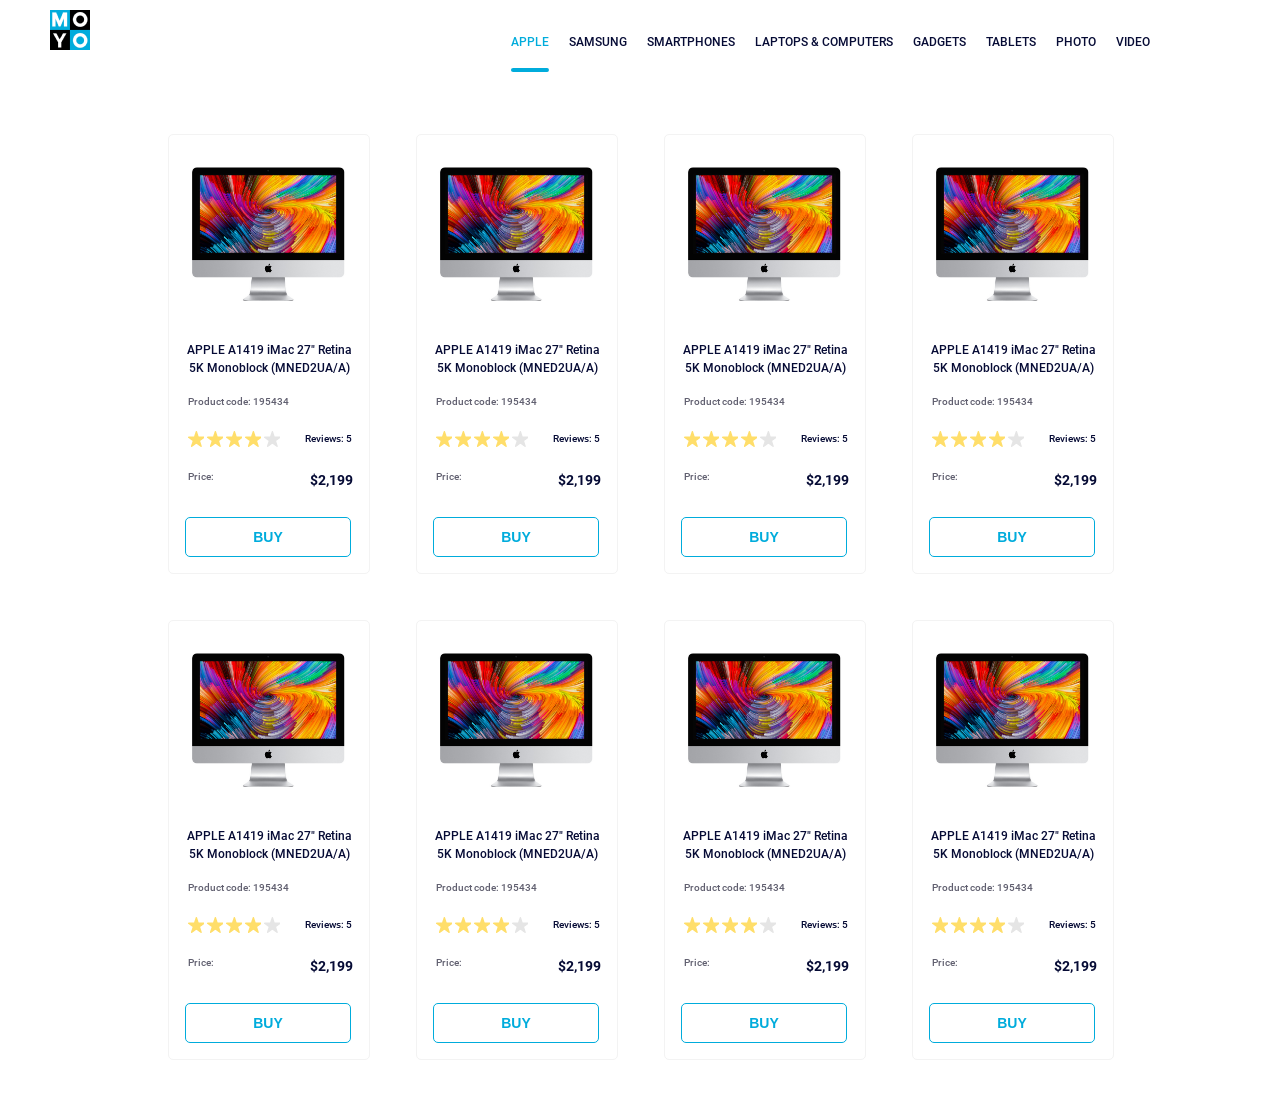 MO
YO
APPLE SAMSUNG SMARTPHONES LAPTOPS & COMPUTERS GADGETS TABLETS PHOTO VIDEO
APPLE A1419 iMac 27" Retina
5K Monoblock (MNED2UA/A)
Product code: 195434
Reviews: 5
Price: $2,199
BUY
APPLE A1419 iMac 27" Retina
5K Monoblock (MNED2UA/A)
Product code: 195434
Reviews: 5
Price: $2,199
BUY
APPLE A1419 iMac 27" Retina
5K Monoblock (MNED2UA/A)
Product code: 195434
Reviews: 5
Price: $2,199
BUY
APPLE A1419 iMac 27" Retina
5K Monoblock (MNED2UA/A)
Product code: 195434
Reviews: 5
Price: $2,199
BUY
APPLE A1419 iMac 27" Retina
5K Monoblock (MNED2UA/A)
Product code: 195434
Reviews: 5
Price: $2,199
BUY
APPLE A1419 iMac 27" Retina
5K Monoblock (MNED2UA/A)
Product code: 195434
Reviews: 5
Price: $2,199
BUY
APPLE A1419 iMac 27" Retina
5K Monoblock (MNED2UA/A)
Product code: 195434
Reviews: 5
Price: $2,199
BUY
APPLE A1419 iMac 27" Retina
5K Monoblock (MNED2UA/A)
Product code: 195434
Reviews: 5
Price: $2,199
BUY